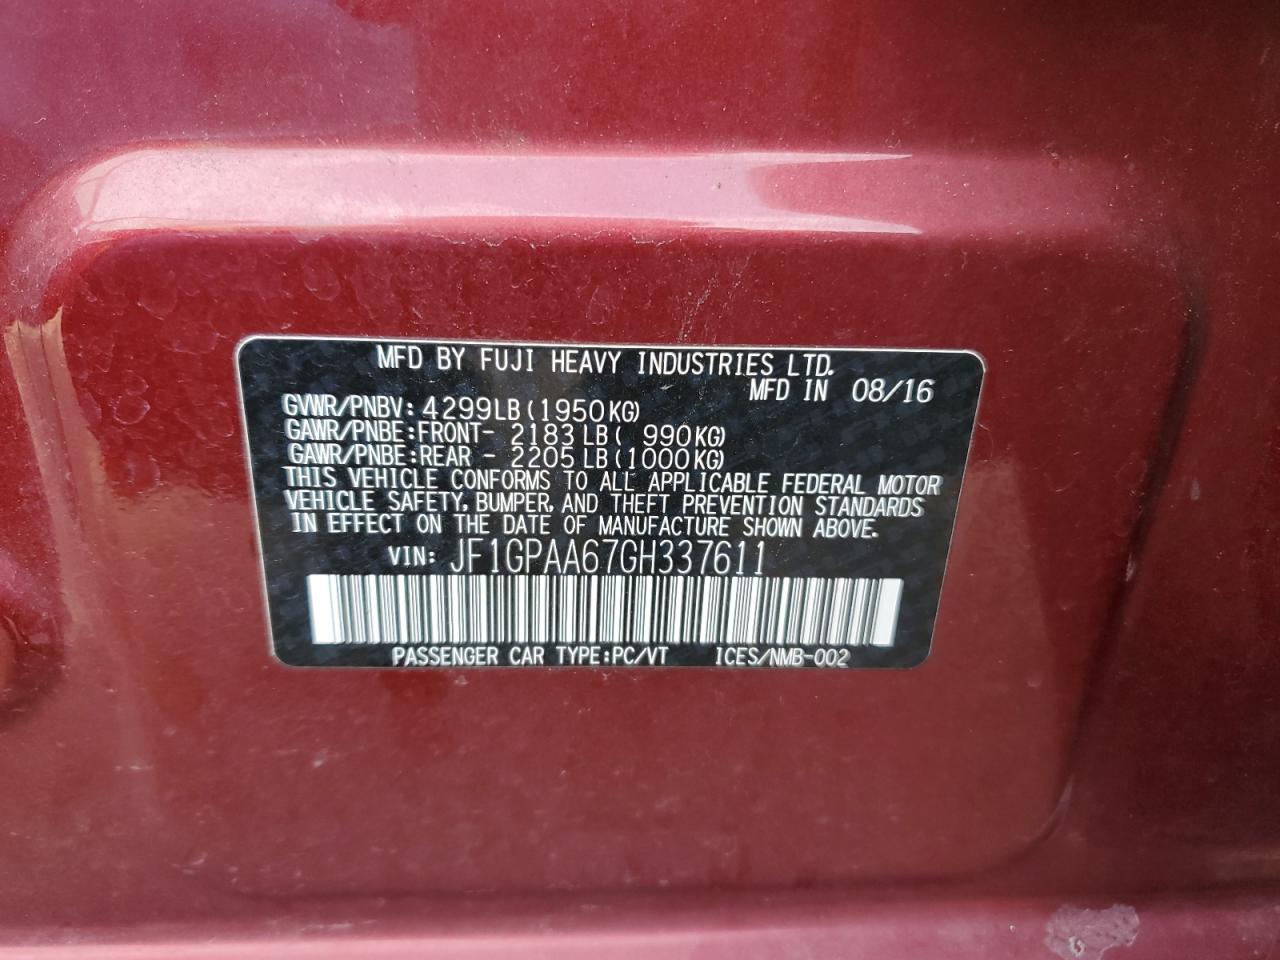 MFD BY FUJI HEAVY INDUSTRIES LTD.
MFD IN 08/16
GVWR/PNBV: 4299LB(1950KG)
GAWR/PNBE:FRONT- 2183LB( 990KG)
GAWR/PNBE:REAR - 2205LB(1000KG)
THIS VEHICLE CONFORMS TO ALL APPLICABLE FEDERAL MOTOR
VEHICLE SAFETY, BUMPER, AND THEFT PREVENTION STANDARDS
IN EFFECT ON THE DATE OF MANUFACTURE SHOWN ABOVE.
VIN: JF1GPAA67GH337611
PASSENGER CAR TYPE:PC/VT ICES/NMB-002